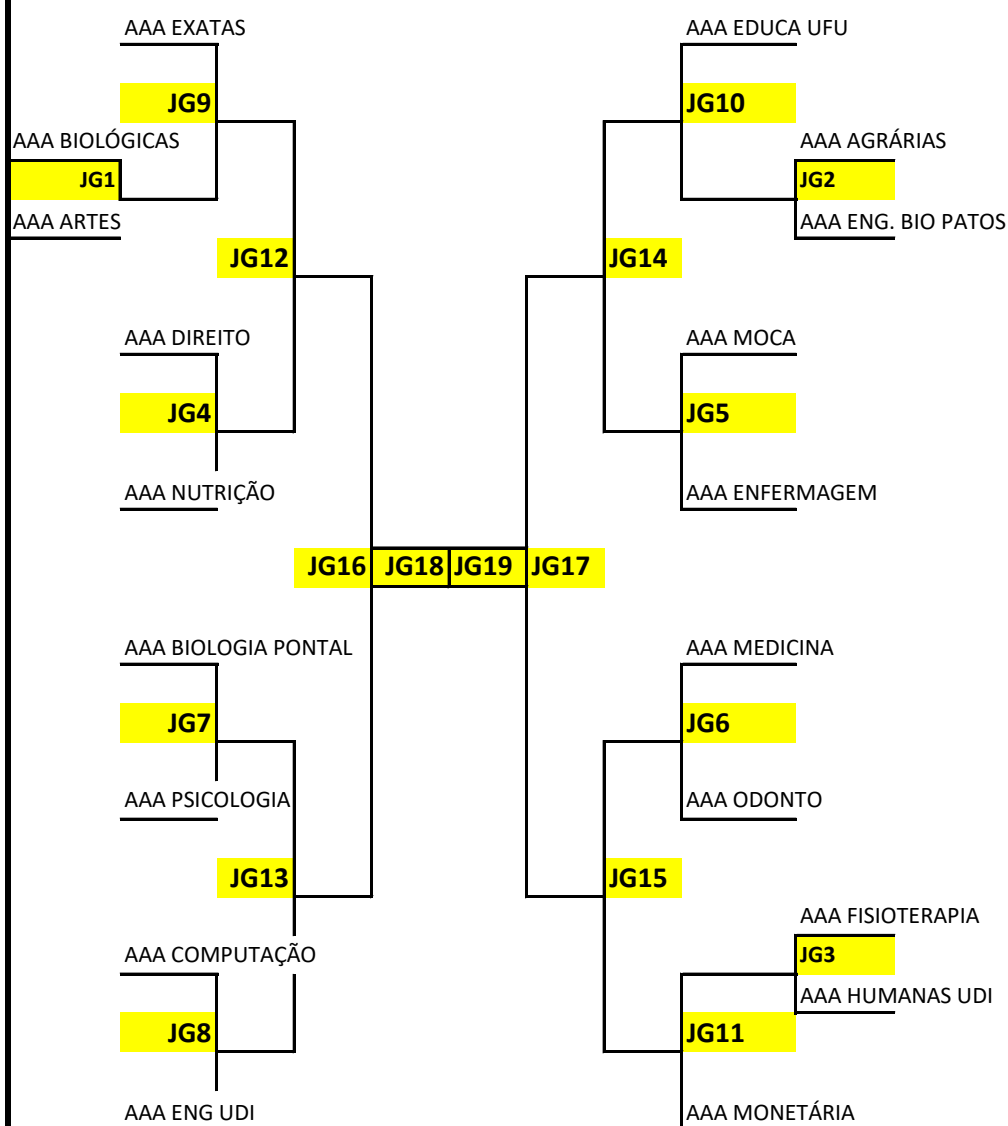 AAA EXATAS
AAA EDUCA UFU
JG9
JG10
AAA BIOLÓGICAS
AAA AGRÁRIAS
JG1
JG2
AAA ARTES
AAA ENG. BIO PATOS
JG12
JG14
AAA DIREITO
AAA MOCA
JG4
JG5
AAA NUTRIÇÃO
AAA ENFERMAGEM
JG16
JG18
JG19
JG17
AAA BIOLOGIA PONTAL
AAA MEDICINA
JG7
JG6
AAA PSICOLOGIA
AAA ODONTO
JG13
JG15
AAA FISIOTERAPIA
AAA COMPUTAÇÃO
JG3
AAA HUMANAS UDI
JG8
JG11
AAA ENG UDI
AAA MONETÁRIA